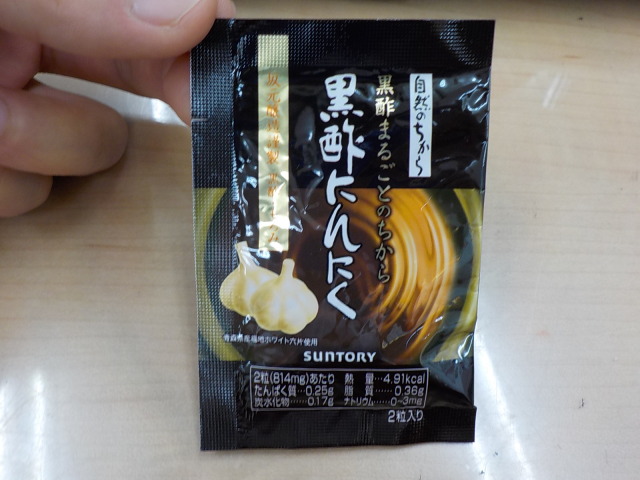 自然のちから
黒酢まるごとのちから
黒酢にんにく
青森県産福地ホワイト六片使用
SUNTORY
2粒(814mg)あたり 熱量…4.91kcal
たんぱく質…0.25g 脂質……0.36g
炭水化物……0.17g ナトリウム……0~3mg
2粒入り